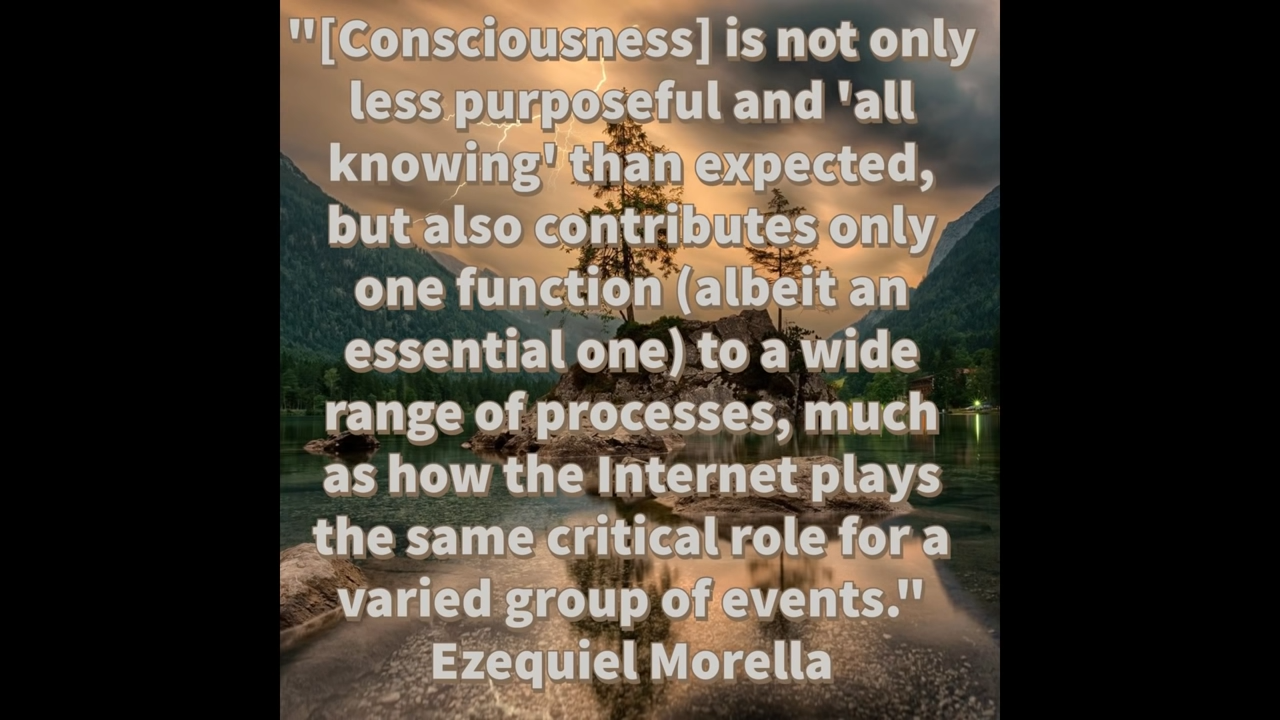 "[Consciousness] is not only
less purposeful and 'all
knowing' than expected,
but also contributes only
one function (albeit an
essential one) to a wide
range of processes, much
as how the Internet plays
the same critical role for a
varied group of events."
Ezequiel Morella